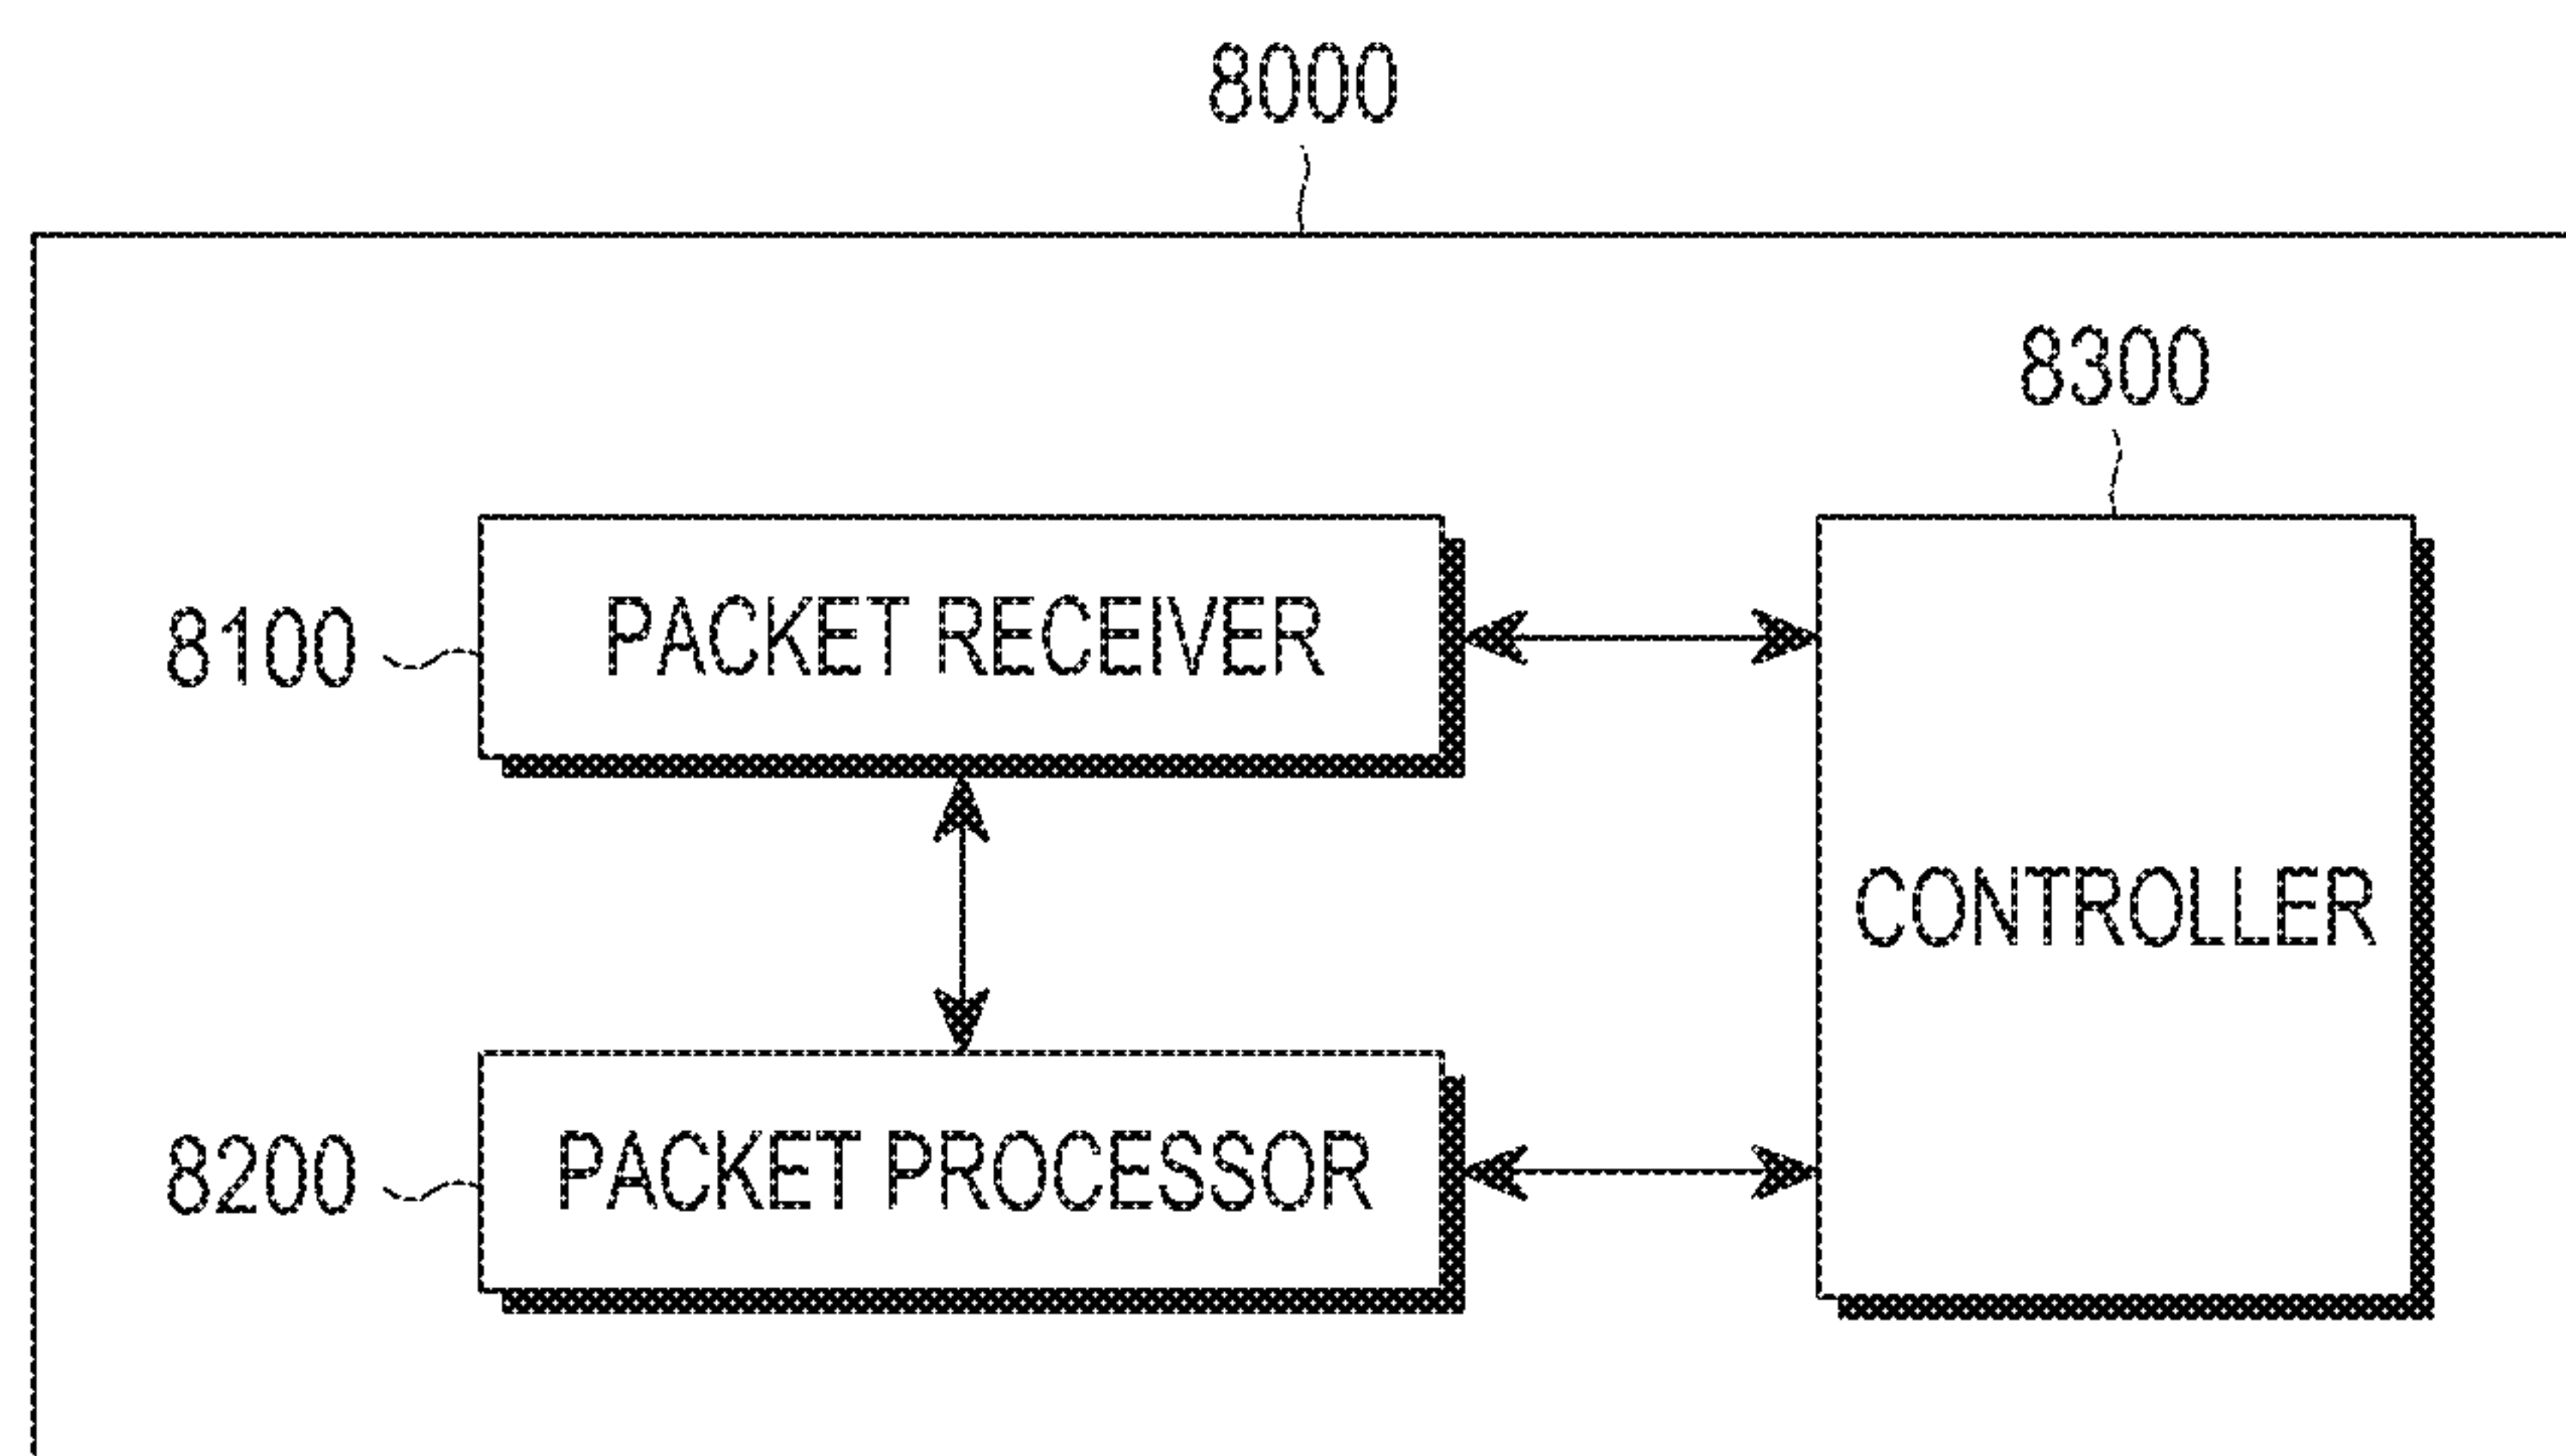 8000
8300
8100
PACKET RECEIVER
CONTROLLER
8200
PACKET PROCESSOR